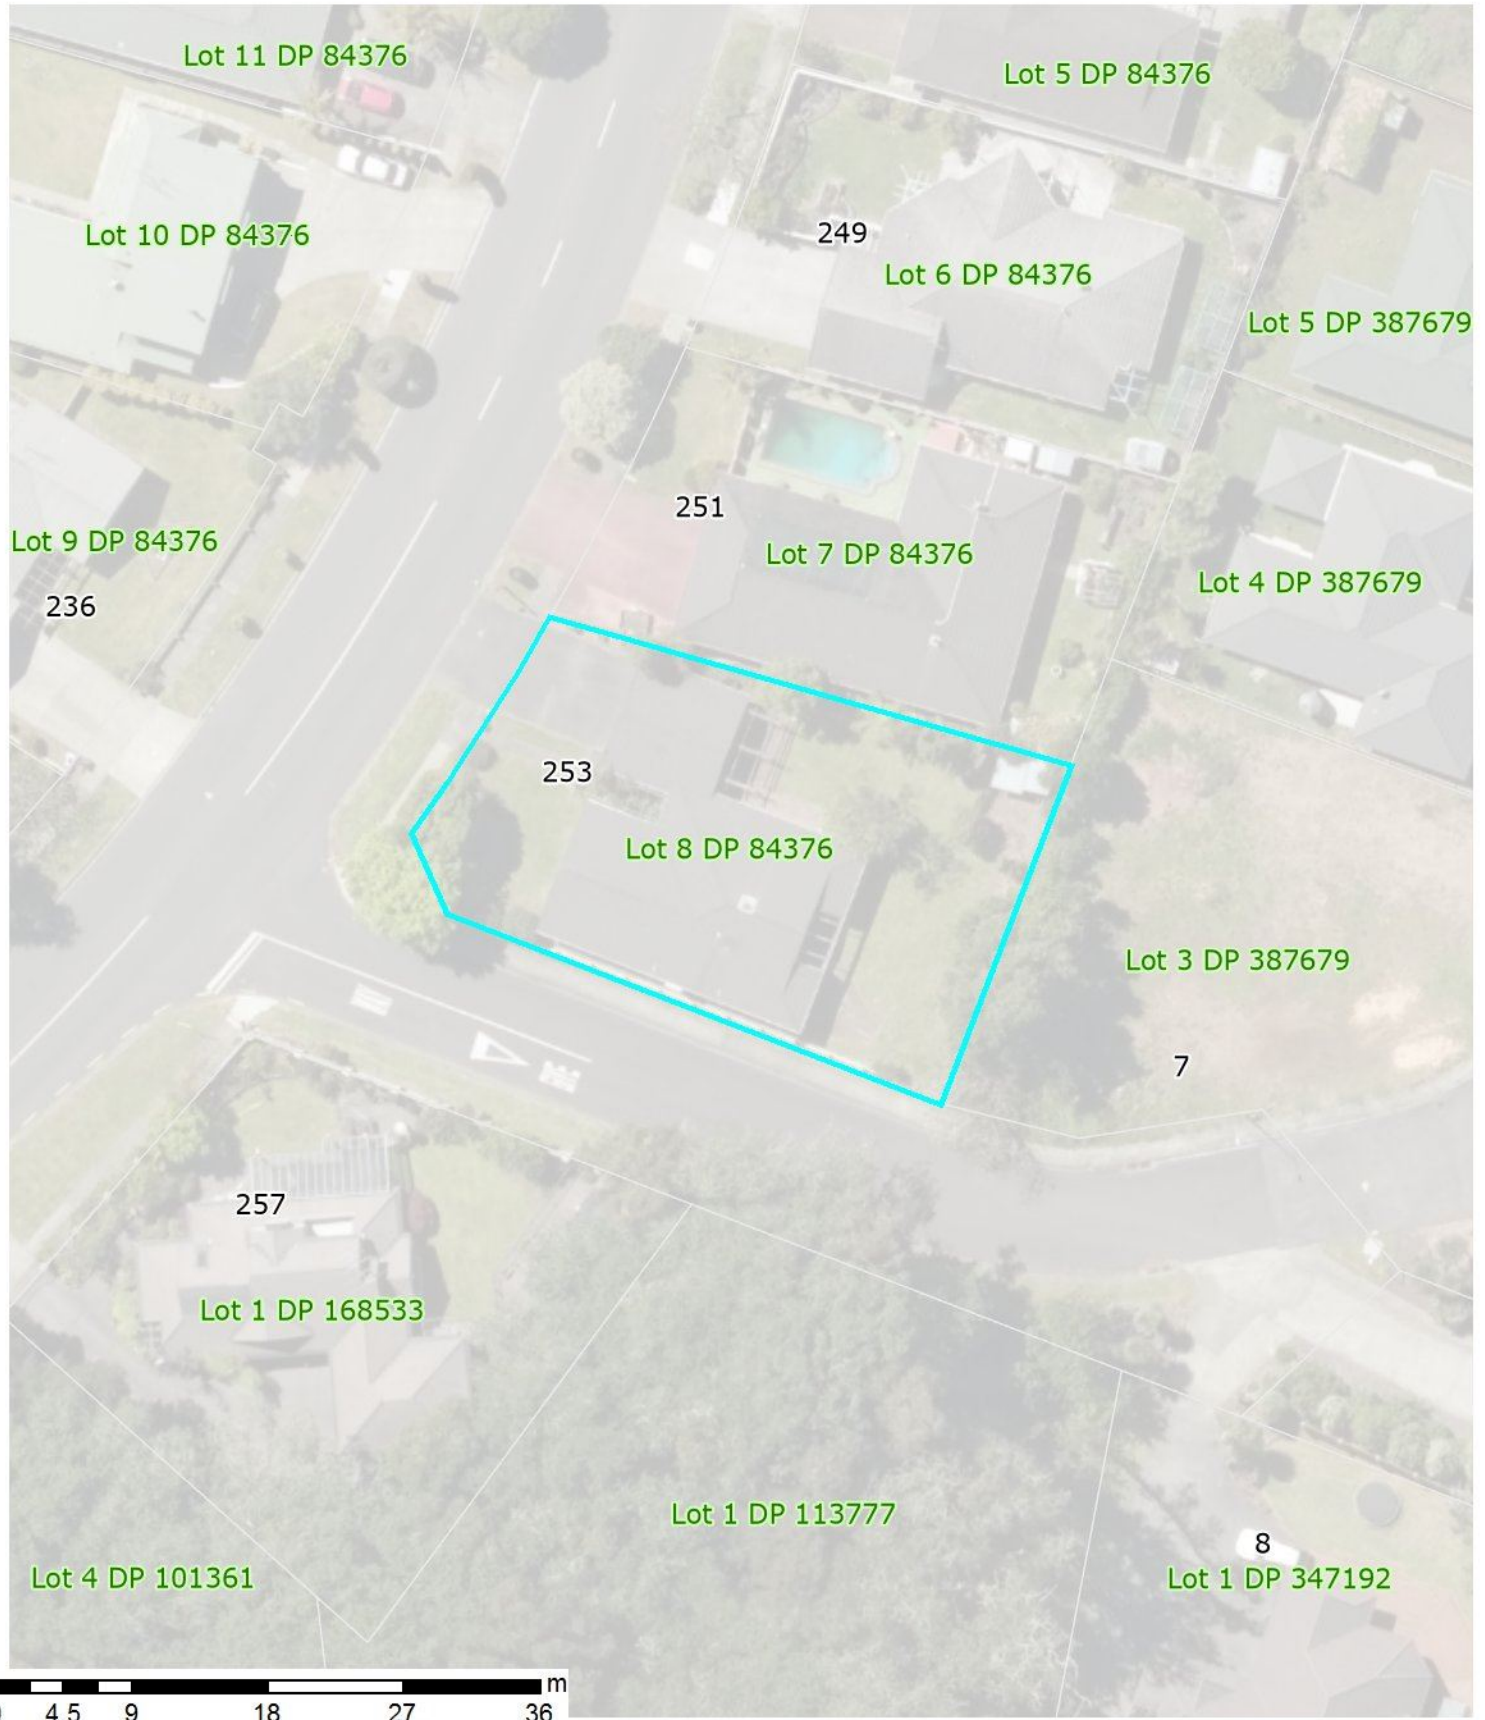 Lot 11 DP 84376
Lot 5 DP 84376
Lot 10 DP 84376
249
Lot 6 DP 84376
Lot 5 DP 387679
251
Lot 9 DP 84376
Lot 7 DP 84376
Lot 4 DP 387679
236
253
Lot 8 DP 84376
Lot 3 DP 387679
7
257
Lot 1 DP 168533
Lot 1 DP 113777
8
Lot 4 DP 101361
Lot 1 DP 347192
m
4 5 9 18 27 36